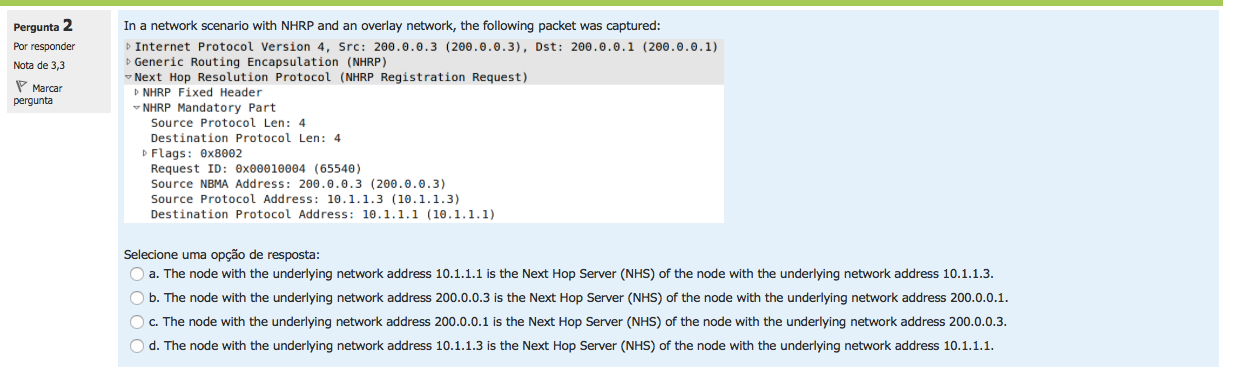 Pergunta 2
Por responder
Nota de 3,3
Marcar
pergunta
In a network scenario with NHRP and an overlay network, the following packet was captured:
Internet Protocol Version 4, Src: 200.0.0.3 (200.0.0.3), Dst: 200.0.0.1 (200.0.0.1)
Generic Routing Encapsulation (NHRP)
Next Hop Resolution Protocol (NHRP Registration Request)
NHRP Fixed Header
NHRP Mandatory Part
Source Protocol Len: 4
Destination Protocol Len: 4
Flags: 0x8002
Request ID: 0x00010004 (65540)
Source NBMA Address: 200.0.0.3 (200.0.0.3)
Source Protocol Address: 10.1.1.3 (10.1.1.3)
Destination Protocol Address: 10.1.1.1 (10.1.1.1)
Selecione uma opção de resposta:
a. The node with the underlying network address 10.1.1.1 is the Next Hop Server (NHS) of the node with the underlying network address 10.1.1.3.
b. The node with the underlying network address 200.0.0.3 is the Next Hop Server (NHS) of the node with the underlying network address 200.0.0.1.
c. The node with the underlying network address 200.0.0.1 is the Next Hop Server (NHS) of the node with the underlying network address 200.0.0.3.
d. The node with the underlying network address 10.1.1.3 is the Next Hop Server (NHS) of the node with the underlying network address 10.1.1.1.